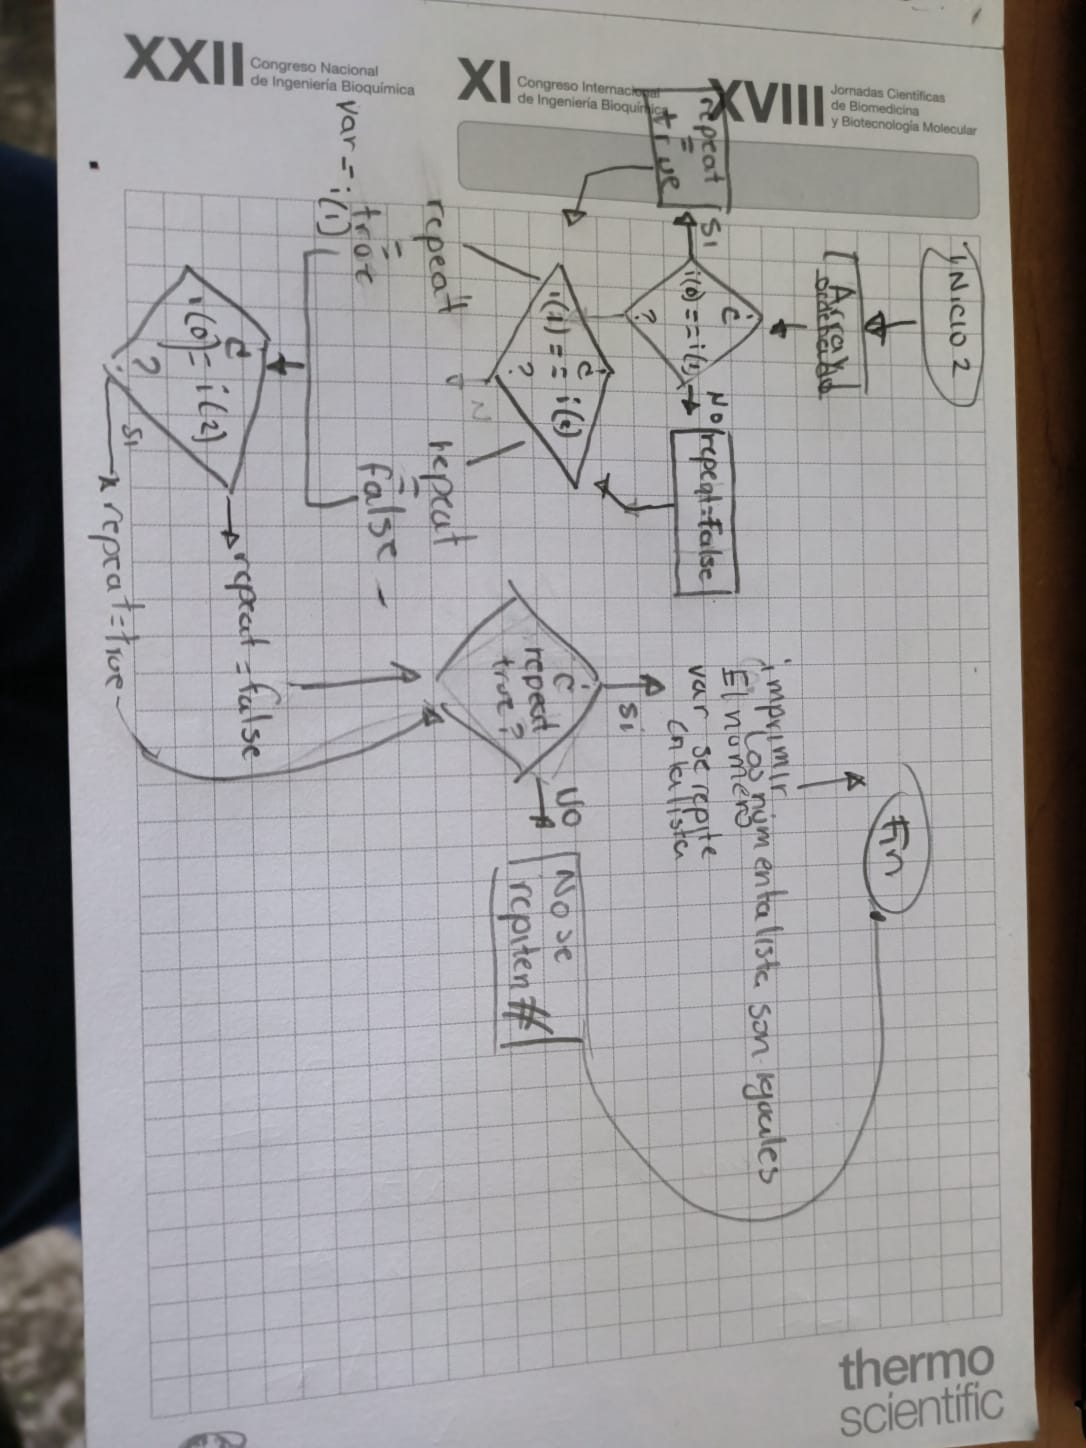 XXII Congreso Nacional
de Ingeniería Bioquímica
XI Congreso Internacional
de Ingeniería Bioquímica
XVIII Jornadas Científicas
de Biomedicina
y Biotecnología Molecular
INICIO 2
Array
ordenado
¿
i(0)==i(1)
?
SI
repeat
=
true
NO
repeat=False
¿
i(1)==i(2)
?
N
repeat
=
true
var = i(1)
repeat
=
false
¿
i(0)=i(2)
?
SI
repeat=true
repeat=false
¿
repeat
true?
SI
NO
No se
repiten #
imprimir
los núm en la lista son iguales
El número
var se repite
en la lista
Fin
thermo
scientific